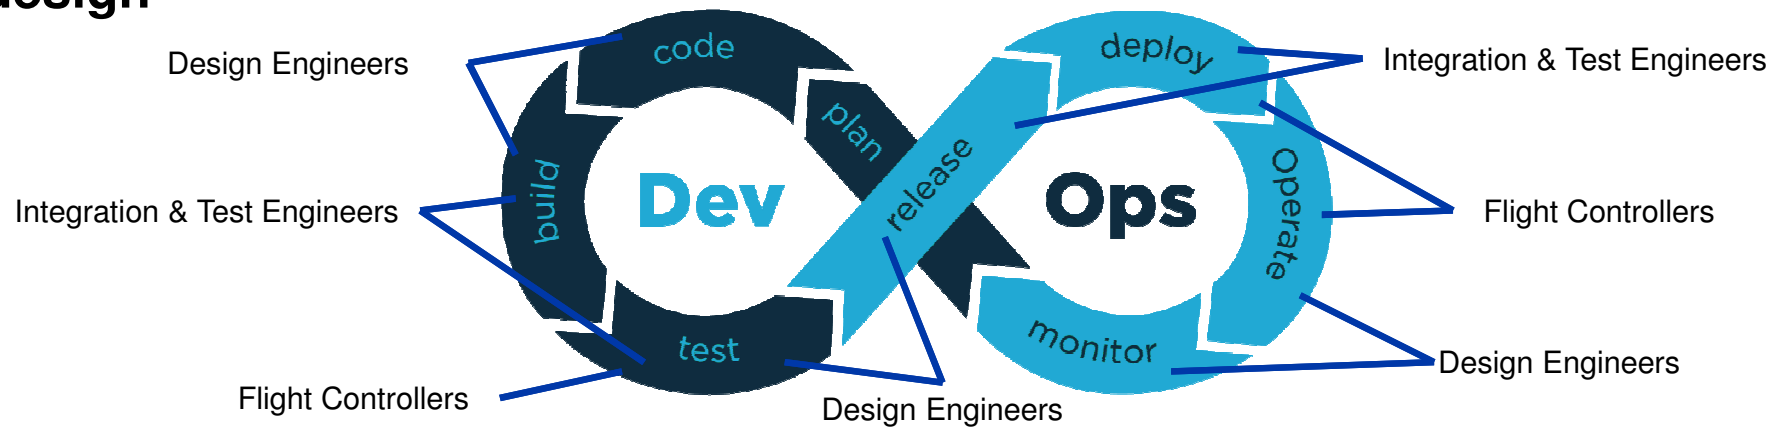 design
Design Engineers
code
deploy
Integration & Test Engineers
plan
release
build
Dev
Ops
Operate
Integration & Test Engineers
Flight Controllers
test
monitor
Design Engineers
Flight Controllers
Design Engineers